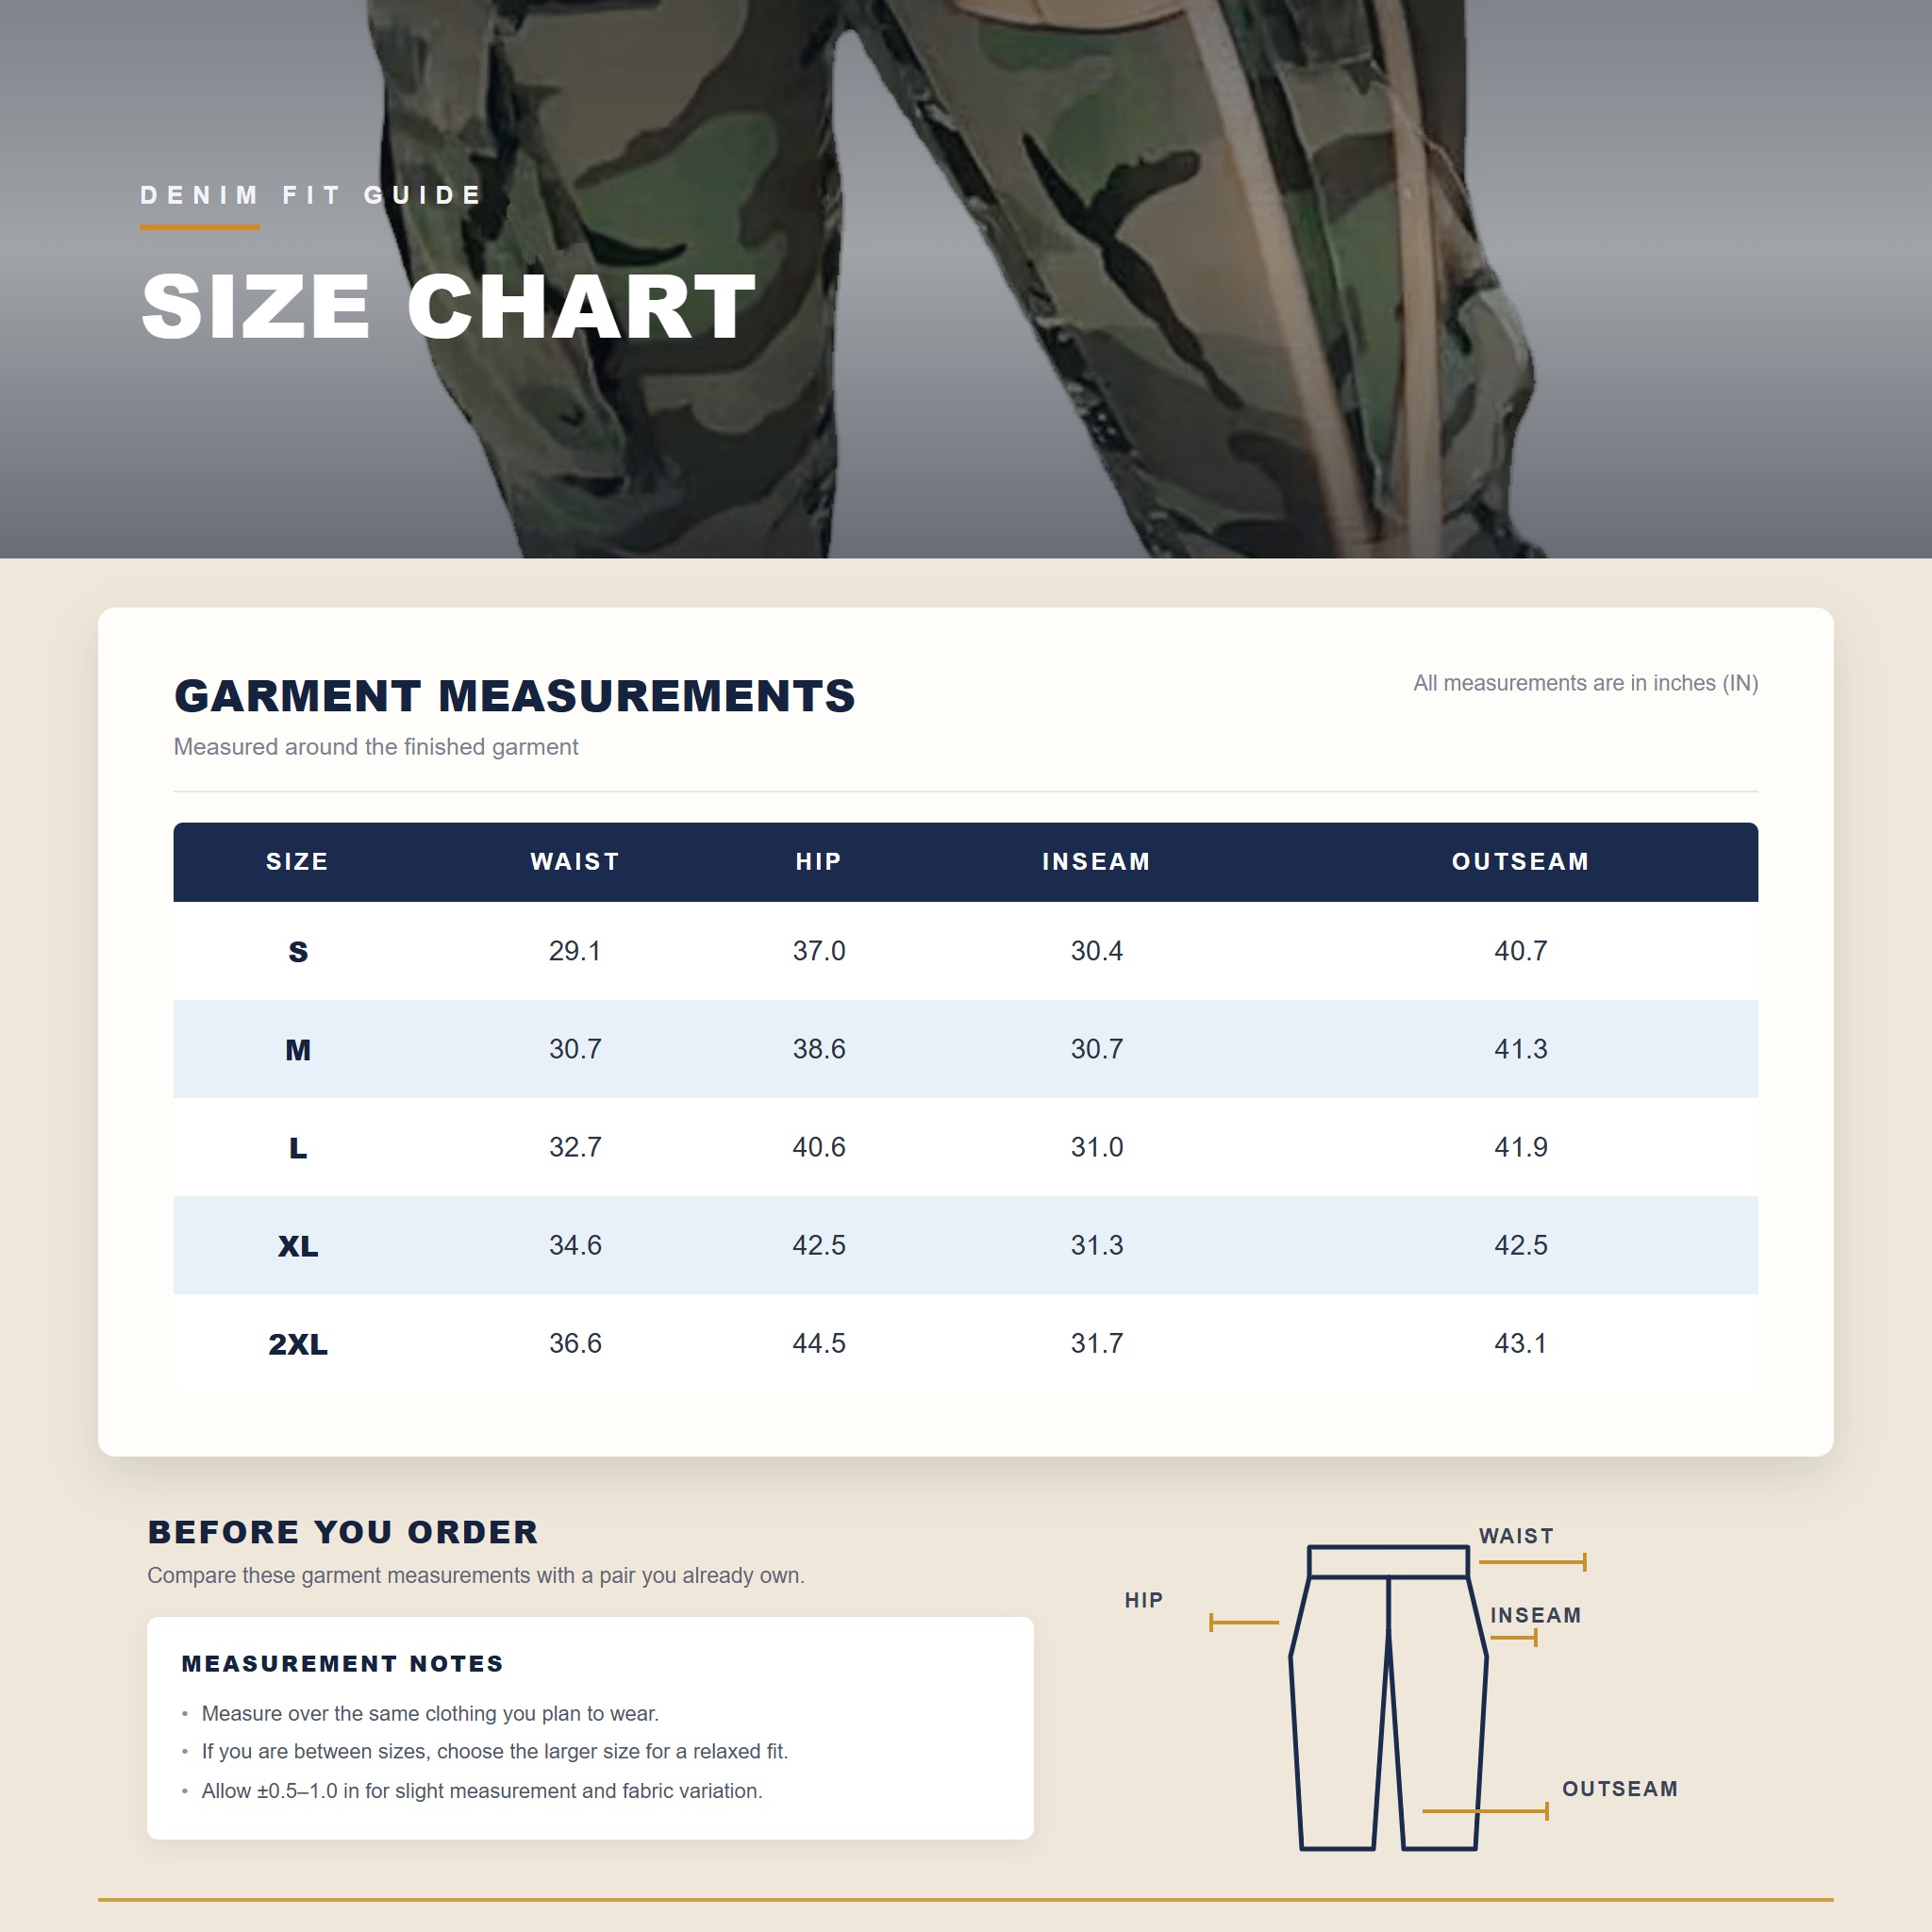 DENIM FIT GUIDE
SIZE CHART
GARMENT MEASUREMENTS
All measurements are in inches (IN)
Measured around the finished garment
SIZE WAIST HIP INSEAM OUTSEAM
S 29.1 37.0 30.4 40.7
M 30.7 38.6 30.7 41.3
L 32.7 40.6 31.0 41.9
XL 34.6 42.5 31.3 42.5
2XL 36.6 44.5 31.7 43.1
BEFORE YOU ORDER
Compare these garment measurements with a pair you already own.
MEASUREMENT NOTES
• Measure over the same clothing you plan to wear.
• If you are between sizes, choose the larger size for a relaxed fit.
• Allow ±0.5–1.0 in for slight measurement and fabric variation.
WAIST
HIP
INSEAM
OUTSEAM